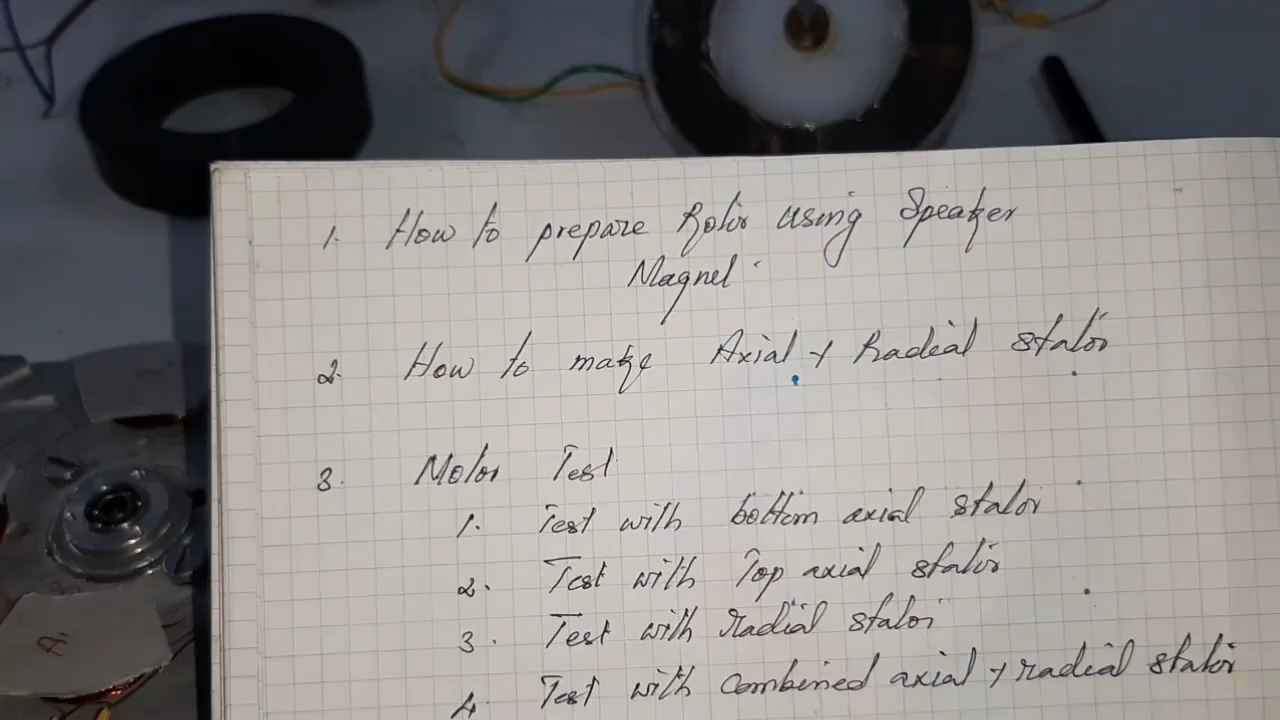 1. How to prepare Rotor using Speaker
Magnet.
2. How to make Axial & Radial stator
3. Motor Test
1. Test with bottom axial stator
2. Test with Top axial stator
3. Test with radial stator
4. Test with combined axial & radial stator
A1